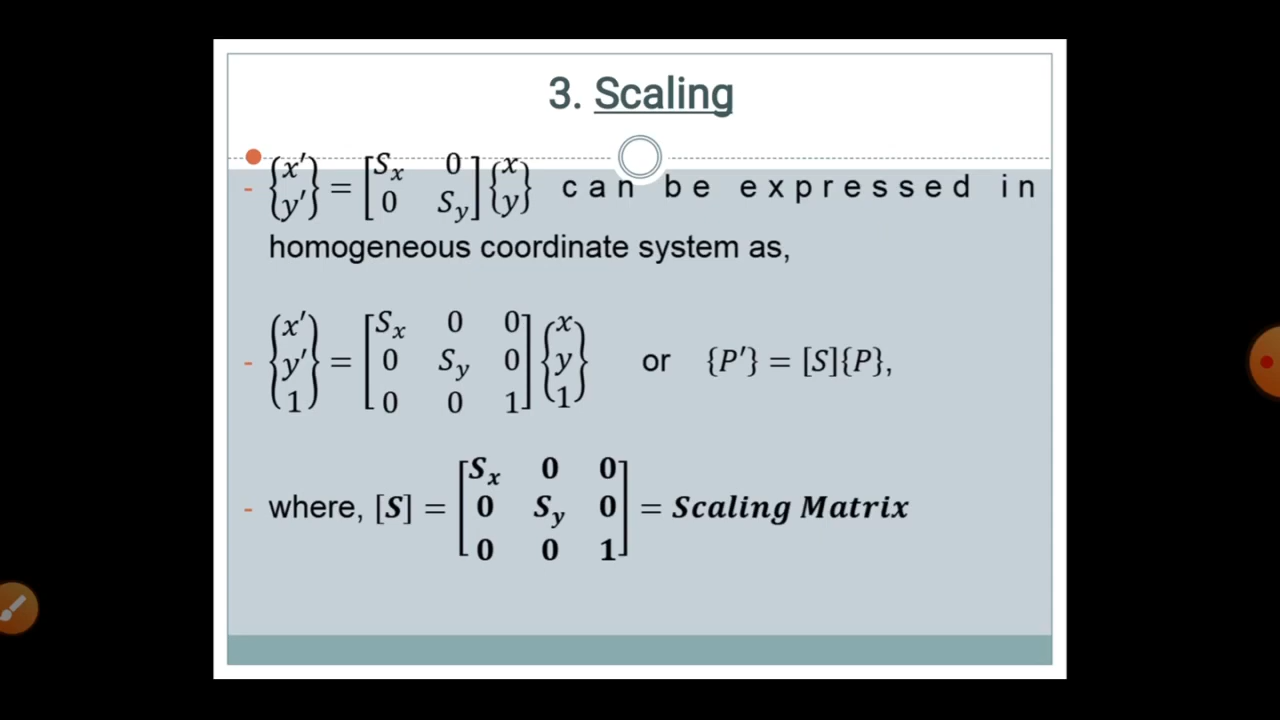 3. Scaling
- {x′ y′} = [Sx 0 0 Sy] {x y} can be expressed in
homogeneous coordinate system as,
- {x′ y′ 1} = [Sx 0 0 0 Sy 0 0 0 1] {x y 1} or {P′} = [S]{P},
- where, [S] = [Sx 0 0 0 Sy 0 0 0 1] = Scaling Matrix